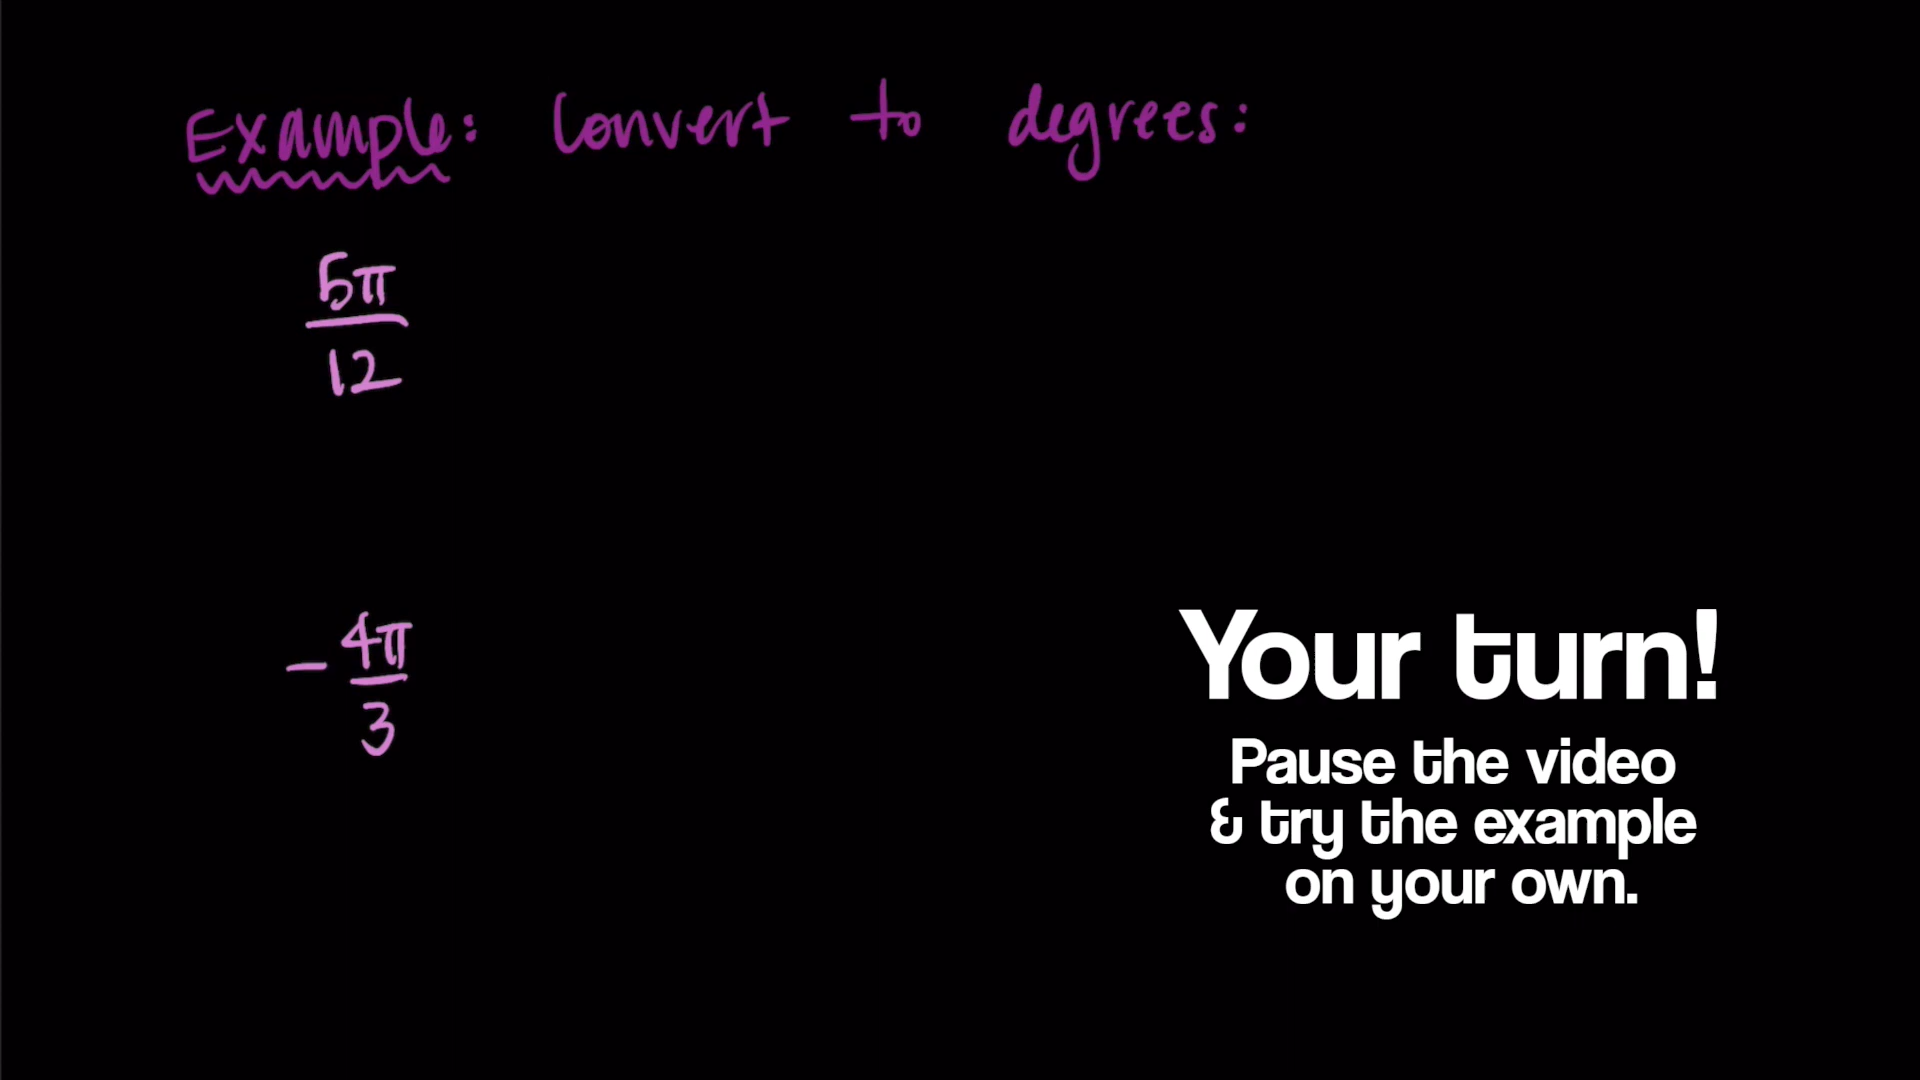 Example: Convert to degrees:
5π
12
- 4π
3
Your turn!
Pause the video
& try the example
on your own.